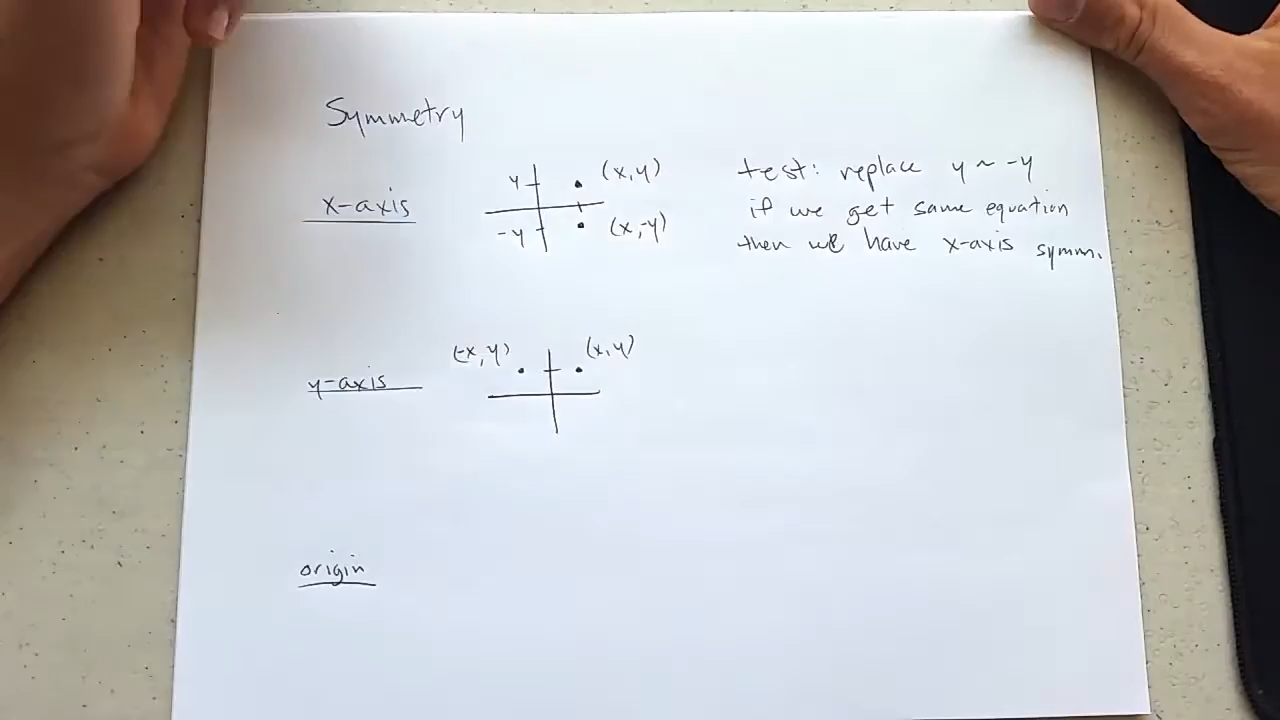 Symmetry
x-axis
y
(x,y)
-y
(x,-y)
test: replace y ~ -y
if we get same equation
then we have x-axis symm.
y-axis
(-x,y)
(x,y)
origin